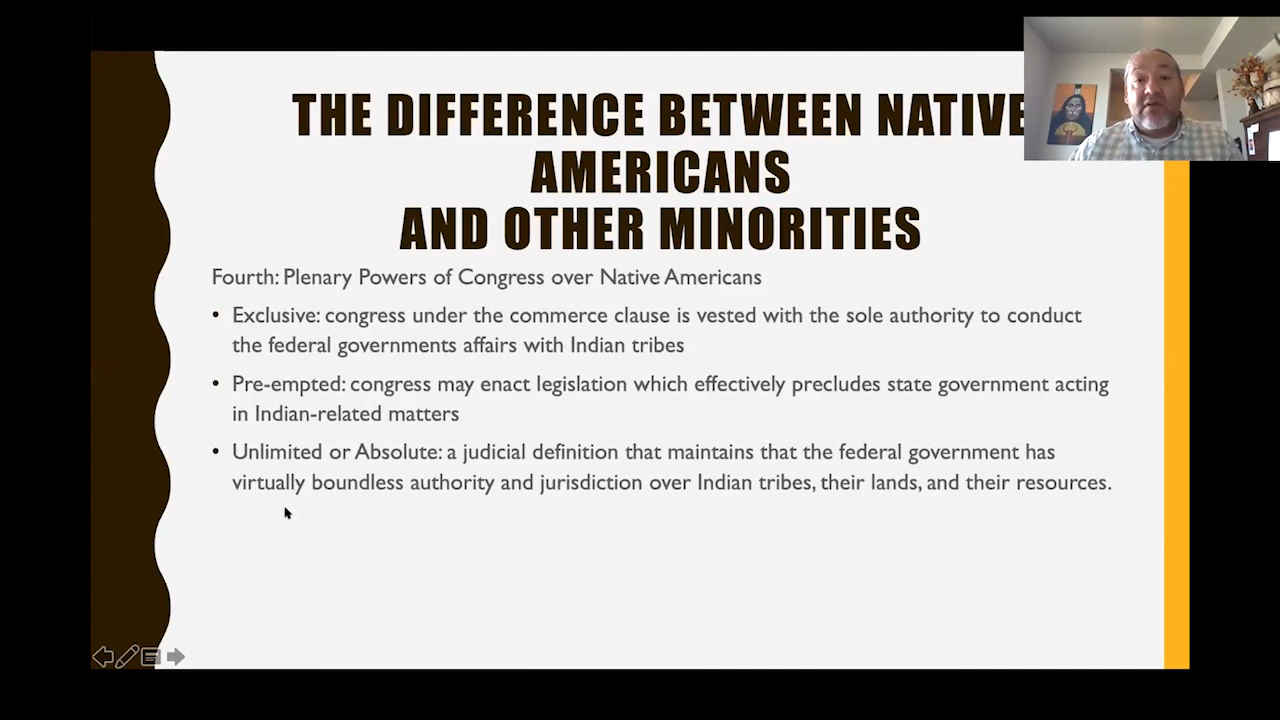 THE DIFFERENCE BETWEEN NATIVE
AMERICANS
AND OTHER MINORITIES
Fourth: Plenary Powers of Congress over Native Americans
• Exclusive: congress under the commerce clause is vested with the sole authority to conduct
the federal governments affairs with Indian tribes
• Pre-empted: congress may enact legislation which effectively precludes state government acting
in Indian-related matters
• Unlimited or Absolute: a judicial definition that maintains that the federal government has
virtually boundless authority and jurisdiction over Indian tribes, their lands, and their resources.